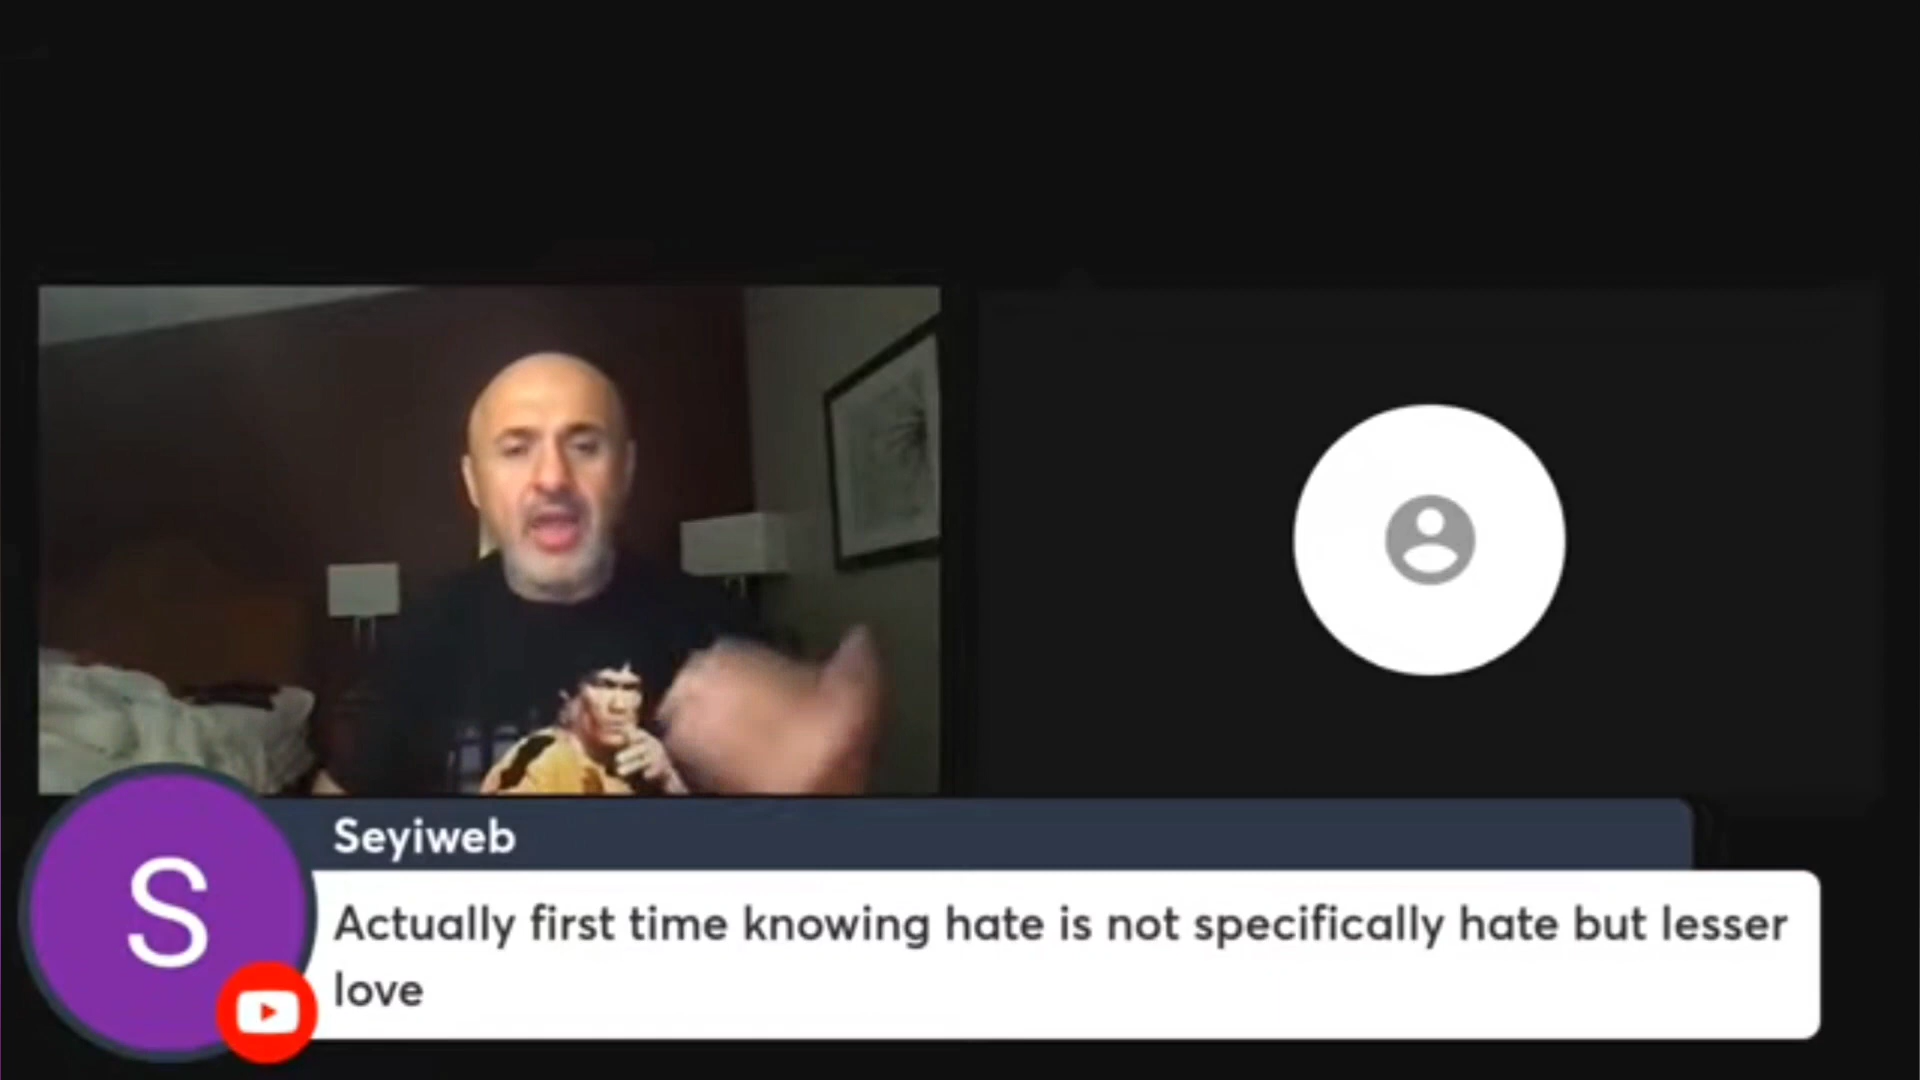 Seyiweb
S
Actually first time knowing hate is not specifically hate but lesser
love